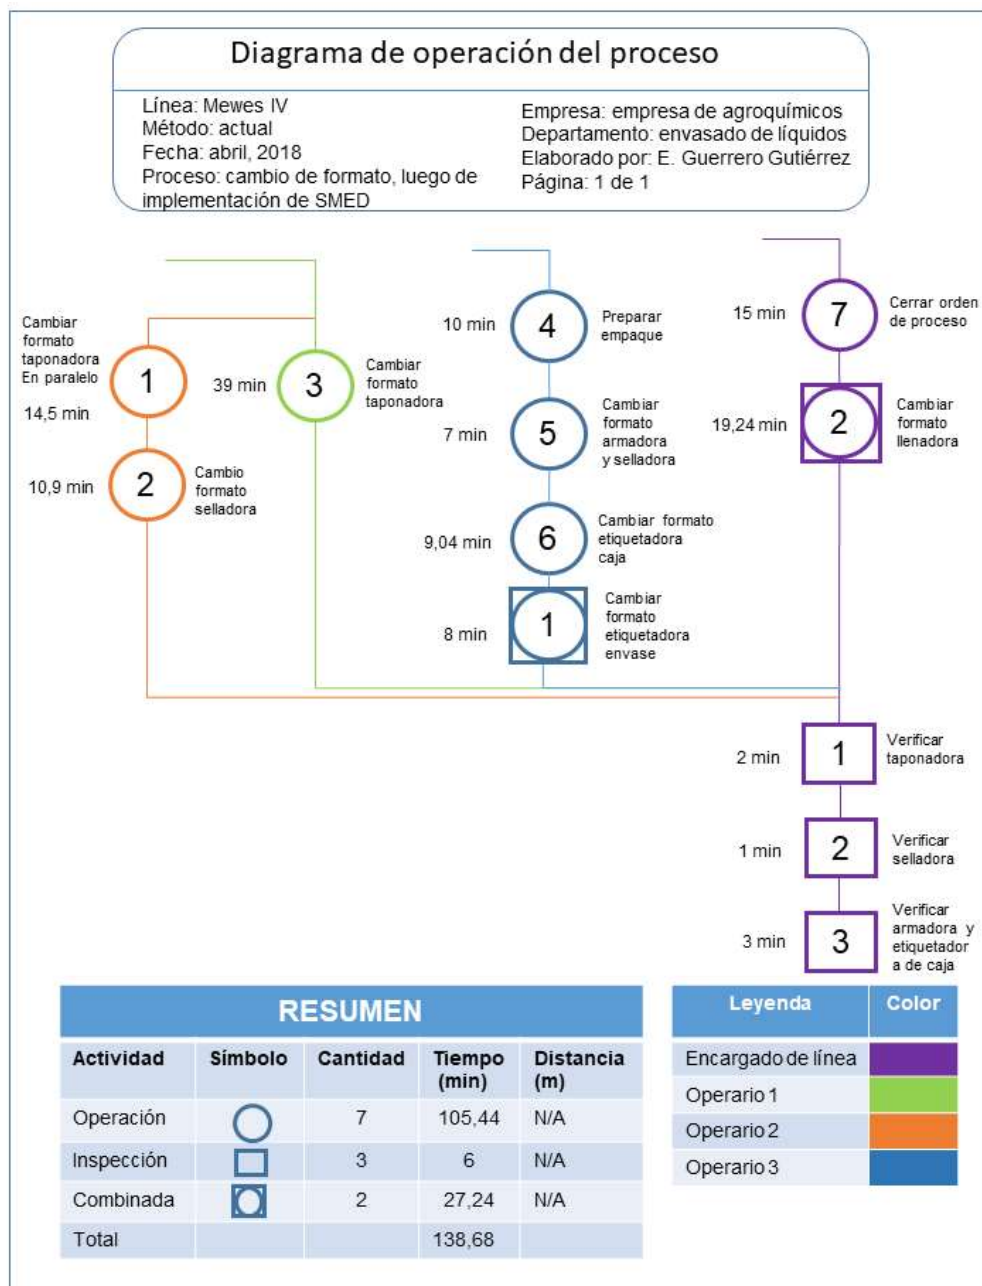 Diagrama de operación del proceso
Línea: Mewes IV
Método: actual
Fecha: abril, 2018
Proceso: cambio de formato, luego de
implementación de SMED
Empresa: empresa de agroquímicos
Departamento: envasado de líquidos
Elaborado por: E. Guerrero Gutiérrez
Página: 1 de 1
Cambiar
formato
taponadora
En paralelo
14,5 min
1
10,9 min
2
Cambio
formato
selladora
39 min
3
Cambiar
formato
taponadora
10 min
4
Preparar
empaque
7 min
5
Cambiar
formato
armadora
y selladora
9,04 min
6
Cambiar formato
etiquetadora
caja
8 min
1
Cambiar
formato
etiquetadora
envase
15 min
7
Cerrar orden
de proceso
19,24 min
2
Cambiar
formato
llenadora
2 min
1
Verificar
taponadora
1 min
2
Verificar
selladora
3 min
3
Verificar
armadora y
etiquetador
a de caja
RESUMEN
Actividad Símbolo Cantidad Tiempo (min) Distancia (m)
Operación 7 105,44 N/A
Inspección 3 6 N/A
Combinada 2 27,24 N/A
Total 138,68
Leyenda Color
Encargado de línea
Operario 1
Operario 2
Operario 3